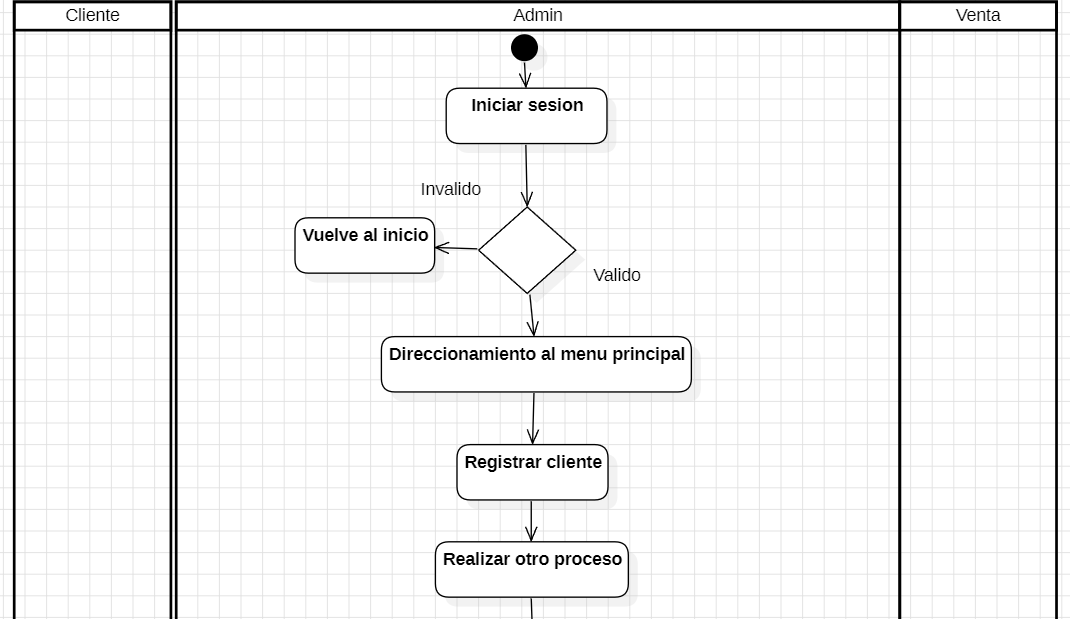 Cliente
Admin
Venta
Iniciar sesion
Invalido
Vuelve al inicio
Valido
Direccionamiento al menu principal
Registrar cliente
Realizar otro proceso